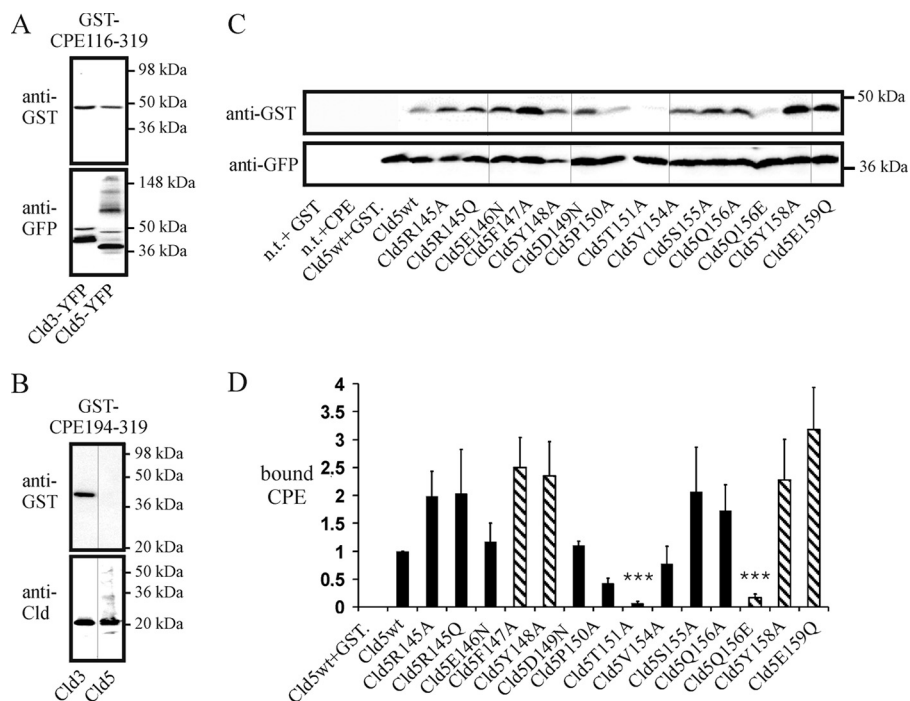 A
GST-
CPE116-319
anti-
GST
98 kDa
50 kDa
36 kDa
anti-
GFP
148 kDa
50 kDa
36 kDa
Cld3-YFP
Cld5-YFP
B
GST-
CPE194-319
anti-
GST
98 kDa
50 kDa
36 kDa
20 kDa
anti-
Cld
50 kDa
36 kDa
20 kDa
Cld3
Cld5
C
anti-GST
50 kDa
anti-GFP
36 kDa
n.t.+ GST
n.t.+CPE
Cld5wt+GST.
Cld5wt
Cld5R145A
Cld5R145Q
Cld5E146N
Cld5F147A
Cld5Y148A
Cld5D149N
Cld5P150A
Cld5T151A
Cld5V154A
Cld5S155A
Cld5Q156A
Cld5Q156E
Cld5Y158A
Cld5E159Q
D
bound
CPE
4
3.5
3
2.5
2
1.5
1
0.5
0
***
***
Cld5wt+GST.
Cld5wt
Cld5R145A
Cld5R145Q
Cld5E146N
Cld5F147A
Cld5Y148A
Cld5D149N
Cld5P150A
Cld5T151A
Cld5V154A
Cld5S155A
Cld5Q156A
Cld5Q156E
Cld5Y158A
Cld5E159Q